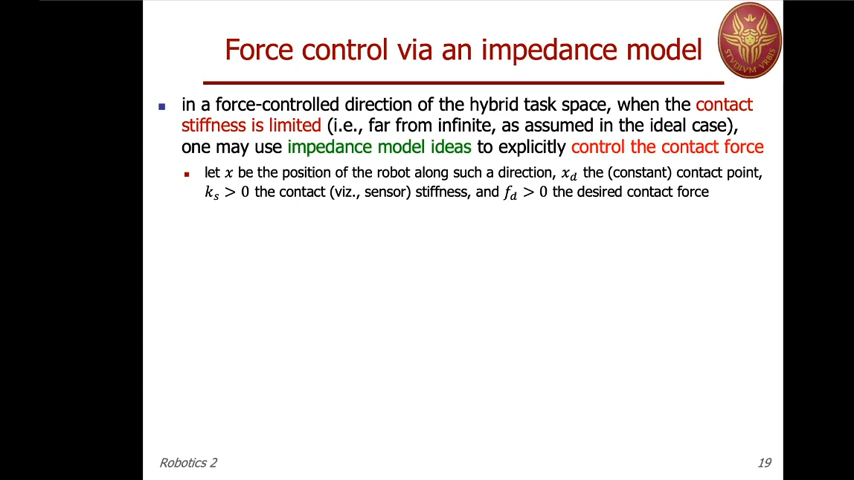 Force control via an impedance model
STVDIVM VRBIS
in a force-controlled direction of the hybrid task space, when the contact
stiffness is limited (i.e., far from infinite, as assumed in the ideal case),
one may use impedance model ideas to explicitly control the contact force
let x be the position of the robot along such a direction, x_d the (constant) contact point,
k_s > 0 the contact (viz., sensor) stiffness, and f_d > 0 the desired contact force
Robotics 2
19